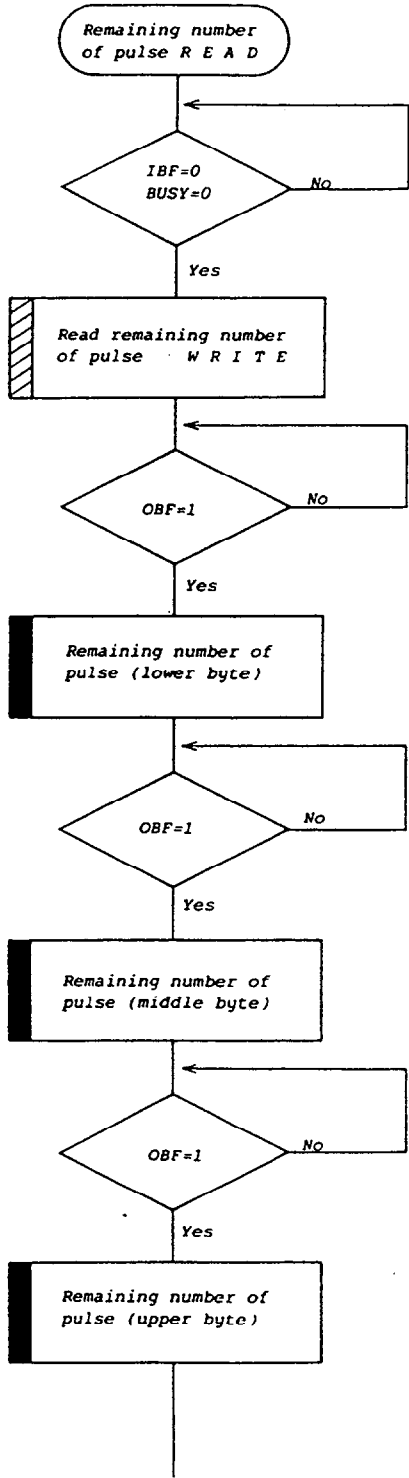 Remaining number
of pulse R E A D
IBF=0
BUSY=0
No
Yes
Read remaining number
of pulse W R I T E
OBF=1
No
Yes
Remaining number of
pulse (lower byte)
OBF=1
No
Yes
Remaining number of
pulse (middle byte)
OBF=1
No
Yes
Remaining number of
pulse (upper byte)